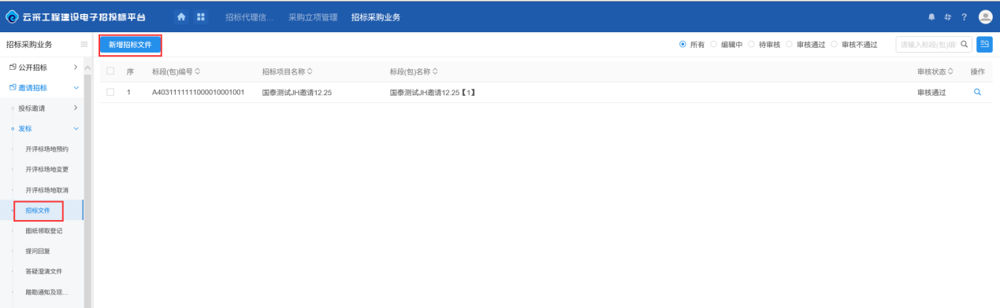 云采工程建设电子招投标平台 招标代理信... 采购立项管理 招标采购业务 ?
招标采购业务
新增招标文件 所有 编辑中 待审核 审核通过 审核不通过 请输入标段(包)编
公开招标
序 标段(包)编号 招标项目名称 标段(包)名称 审核状态 操作
邀请招标
1 A4031111111000010001001 国泰测试JH邀请12.25 国泰测试JH邀请12.25【1】 审核通过
投标邀请
发标
开评标场地预约
开评标场地变更
开评标场地取消
招标文件
图纸领取登记
提问回复
答疑澄清文件
踏勘通知及现...